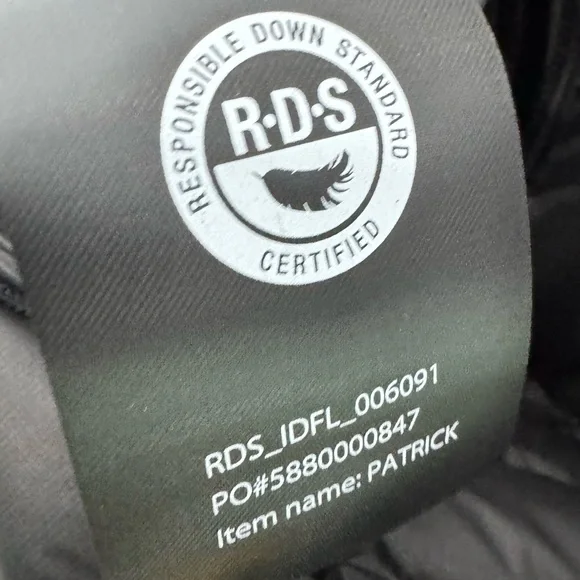 RESPONSIBLE DOWN STANDARD
R·D·S
CERTIFIED
RDS_IDFL_006091
PO#5880000847
Item name: PATRICK